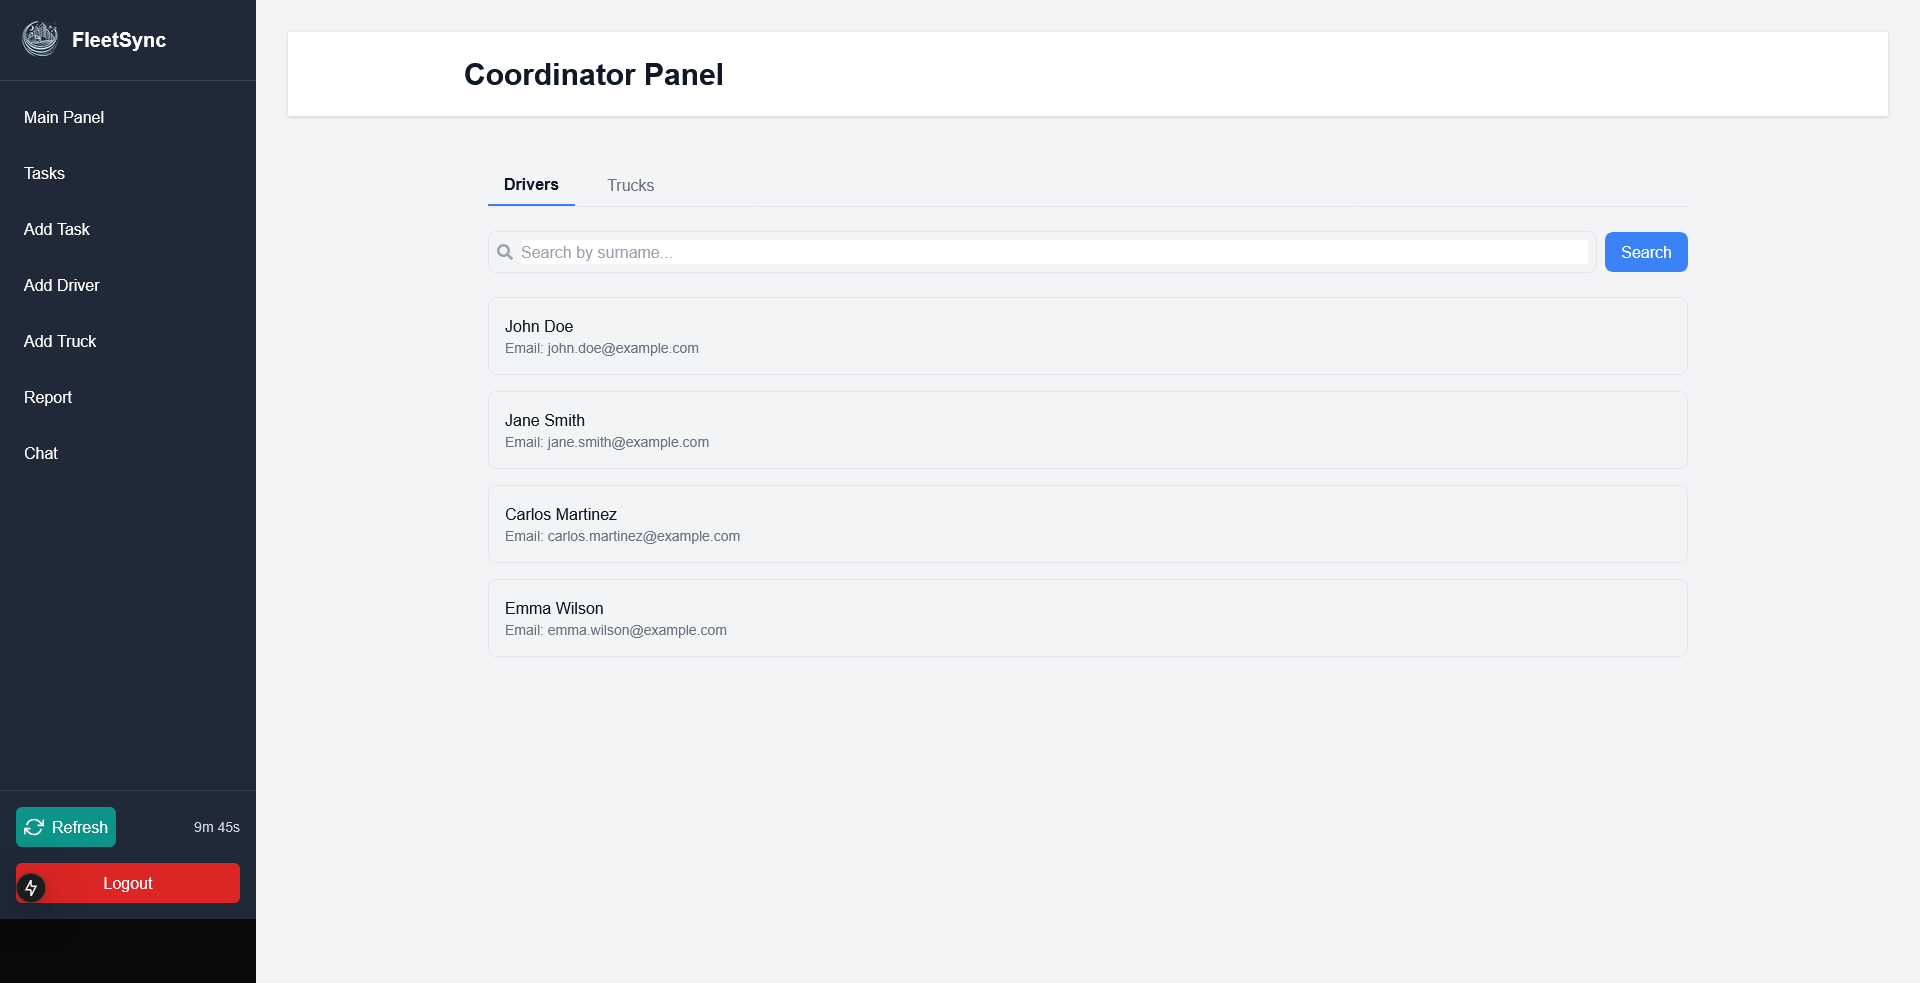 FleetSync
Main Panel
Tasks
Add Task
Add Driver
Add Truck
Report
Chat
Refresh
9m 45s
Logout
Coordinator Panel
Drivers
Trucks
Search by surname...
Search
John Doe
Email: john.doe@example.com
Jane Smith
Email: jane.smith@example.com
Carlos Martinez
Email: carlos.martinez@example.com
Emma Wilson
Email: emma.wilson@example.com